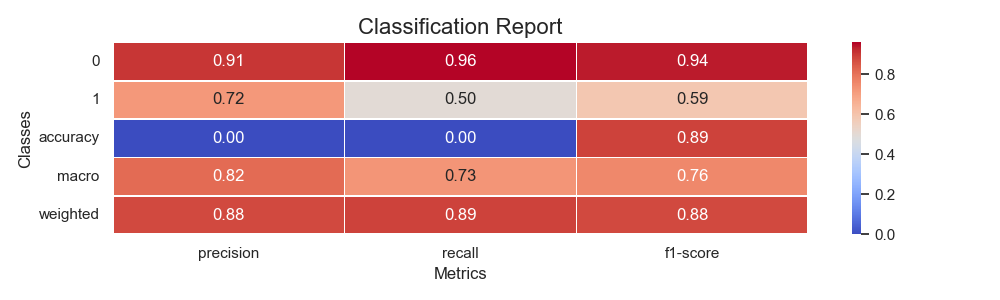 Classification Report
Classes
0 0.91 0.96 0.94
1 0.72 0.50 0.59
accuracy 0.00 0.00 0.89
macro 0.82 0.73 0.76
weighted 0.88 0.89 0.88
precision recall f1-score
Metrics
0.8
0.6
0.4
0.2
0.0